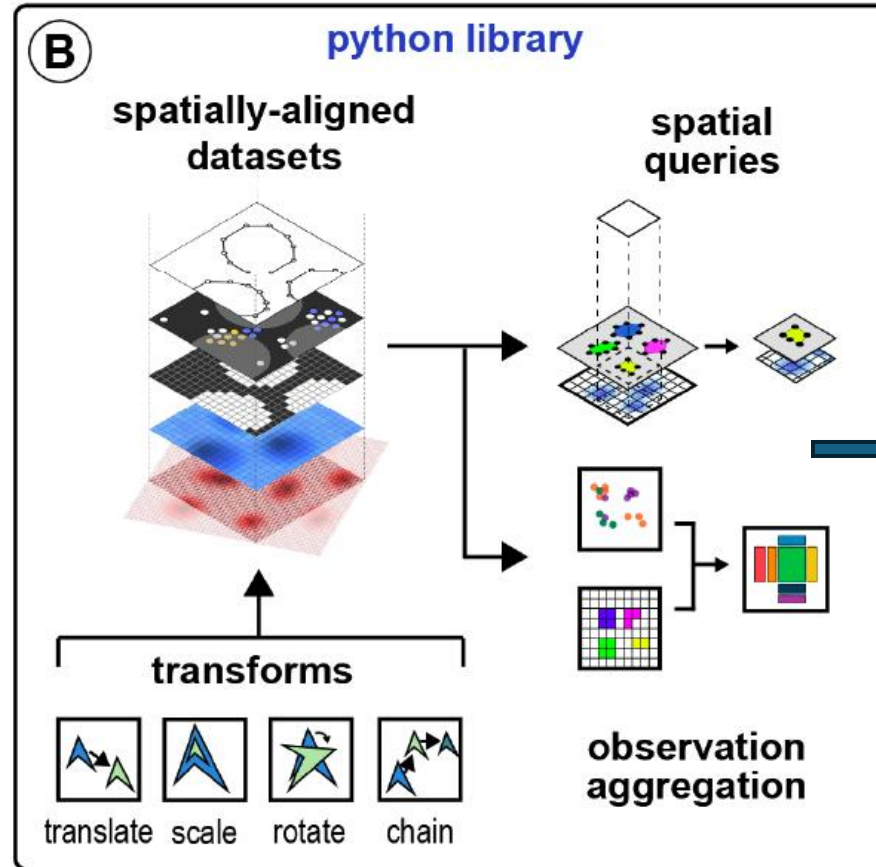 B
python library
spatially-aligned
datasets
spatial
queries
transforms
translate
scale
rotate
chain
observation
aggregation